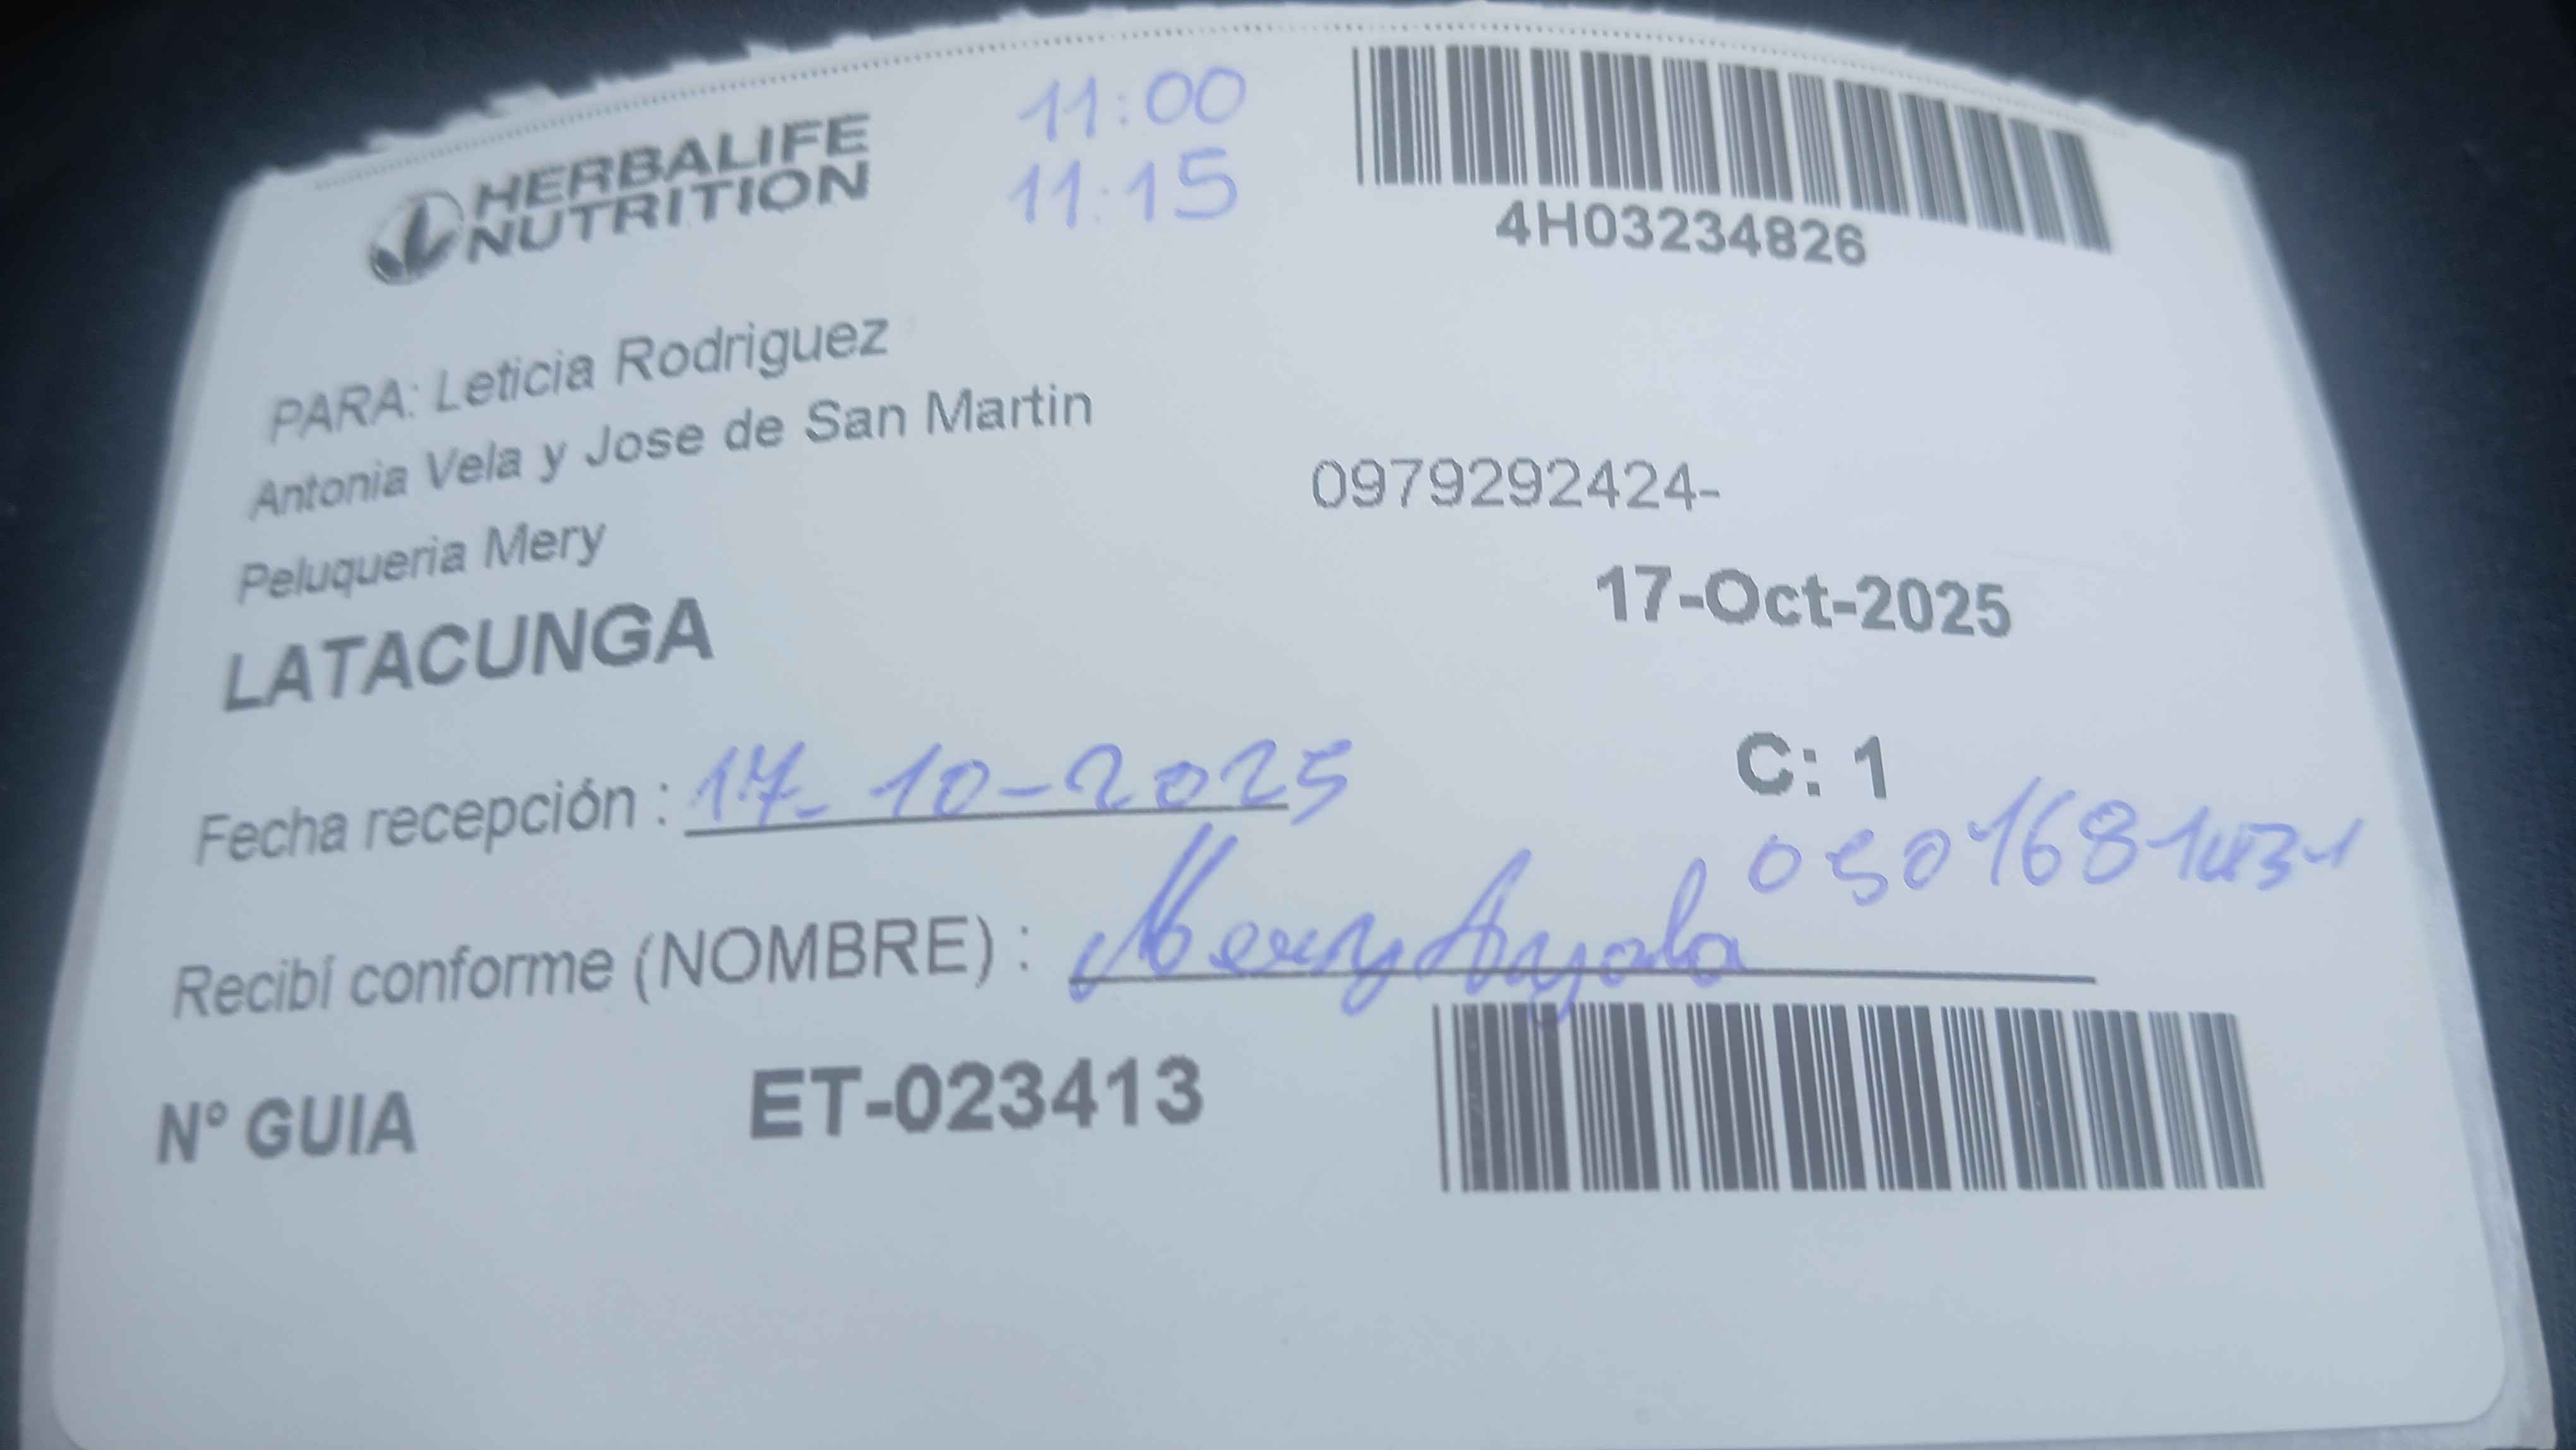 HERBALIFE
NUTRITION
11:00
11:15
4H03234826
PARA: Leticia Rodriguez
Antonia Vela y Jose de San Martin
0979292424-
Peluqueria Mery
17-Oct-2025
LATACUNGA
C: 1
Fecha recepción : 17-10-2025
Recibí conforme (NOMBRE) : Mery Ayala
Nº GUIA ET-023413